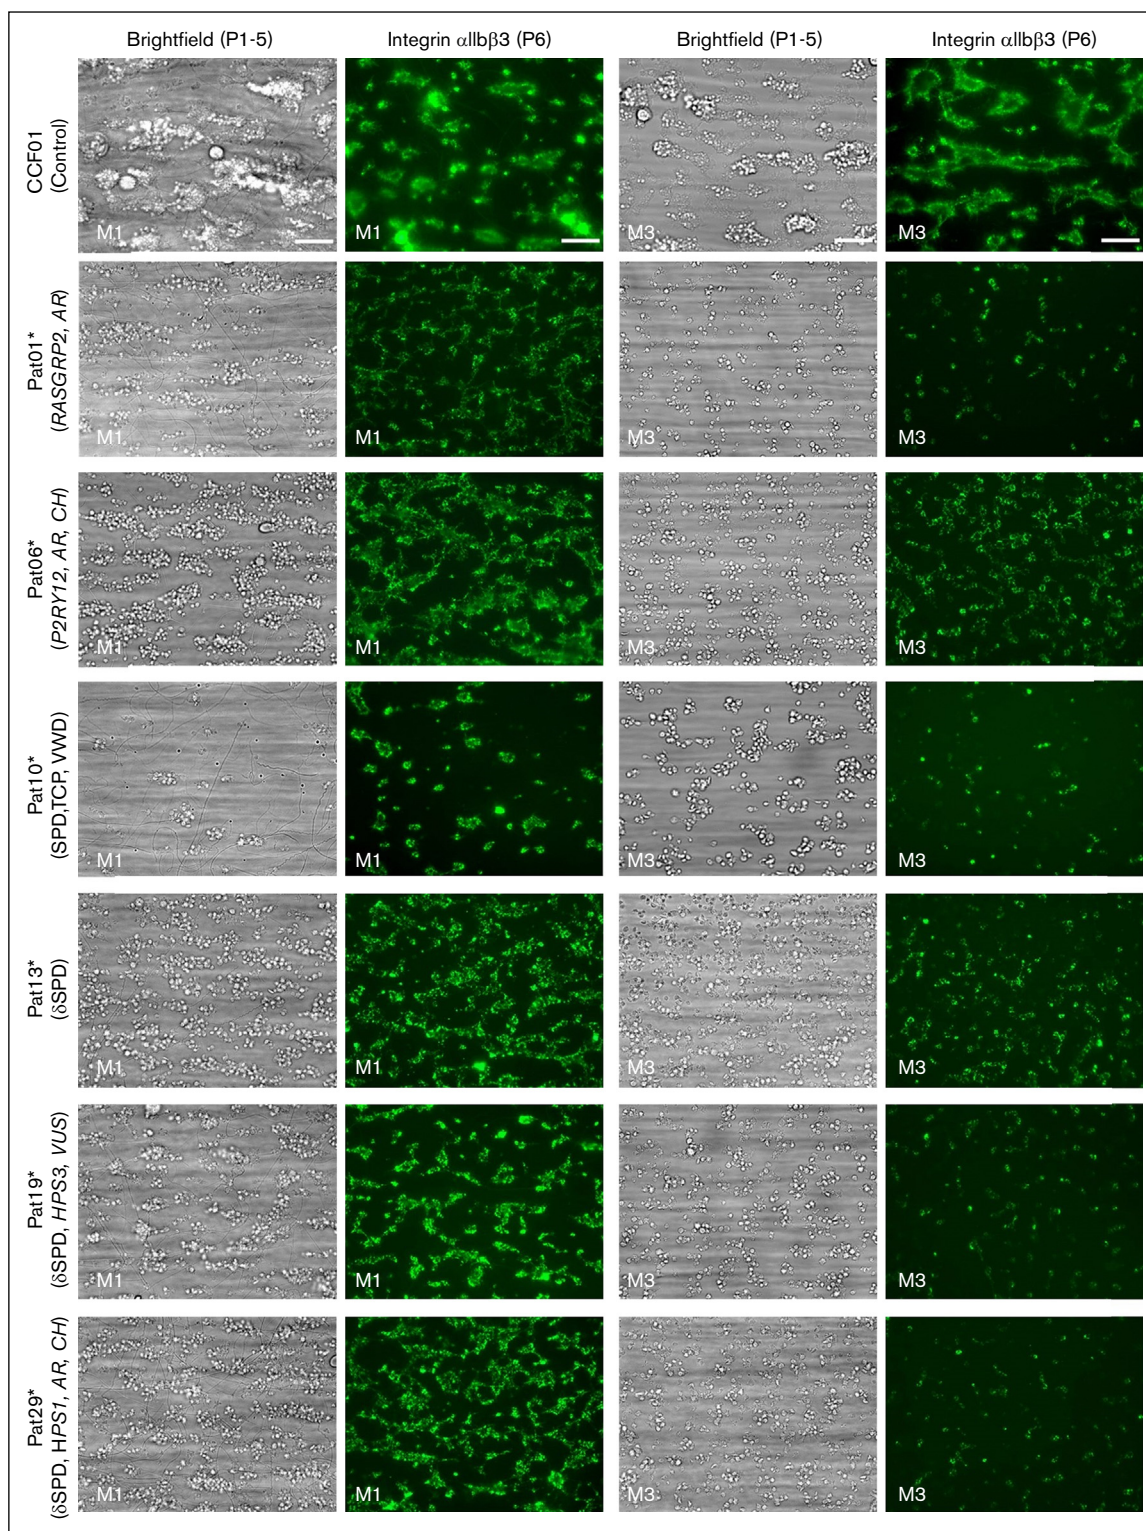 Brightfield (P1-5) Integrin αIIbβ3 (P6) Brightfield (P1-5) Integrin αIIbβ3 (P6)
CCF01
(Control)
M1 M1 M3 M3
Pat01*
(RASGRP2, AR)
M1 M1 M3 M3
Pat06*
(P2RY12, AR, CH)
M1 M1 M3 M3
Pat10*
(SPD,TCP, VWD)
M1 M1 M3 M3
Pat13*
(δSPD)
M1 M1 M3 M3
Pat19*
(δSPD, HPS3, VUS)
M1 M1 M3 M3
Pat29*
(δSPD, HPS1, AR, CH)
M1 M1 M3 M3